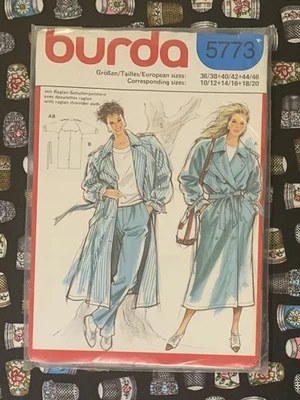 burda
5773
Größen/Tailles/European sizes: 36/38+40/42+44/46
Corresponding sizes: 10/12+14/16+18/20
mit Raglan-Schulterpolstern
avec épaulettes raglan
with raglan shoulder pads
AB
B
B
A